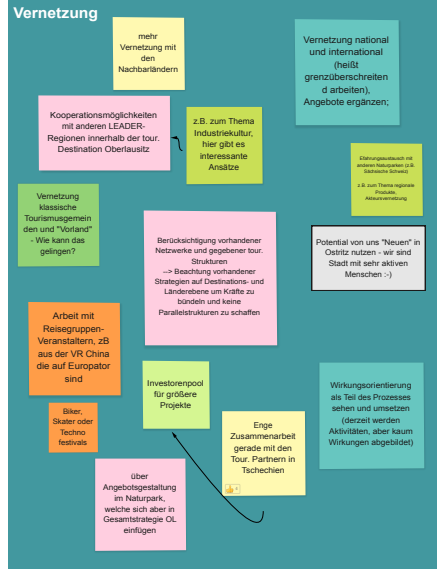 Vernetzung
mehr
Vernetzung mit
den
Nachbarländern
Vernetzung national
und international
(heißt
grenzüberschreiten
d arbeiten),
Angebote ergänzen;
Kooperationsmöglichkeiten
mit anderen LEADER-
Regionen innerhalb der tour.
Destination Oberlausitz
z.B. zum Thema
Industriekultur,
hier gibt es
interessante
Ansätze
Efahrungsaustausch mit
anderen Naturparken (z.B.
Sächsische Schweiz)
z.B. zum Thema regionale
Produkte,
Akteursvernetzung
Vernetzung
klassische
Tourismusgemein
den und "Vorland"
- Wie kann das
gelingen?
Berücksichtigung vorhandener
Netzwerke und gegebener tour.
Strukturen
--> Beachtung vorhandener
Strategien auf Destinations- und
Länderebene um Kräfte zu
bündeln und keine
Parallelstrukturen zu schaffen
Potential von uns "Neuen" in
Ostritz nutzen - wir sind
Stadt mit sehr aktiven
Menschen :-)
Arbeit mit
Reisegruppen-
Veranstaltern, zB
aus der VR China
die auf Europator
sind
Investorenpool
für größere
Projekte
Wirkungsorientierung
als Teil des Prozesses
sehen und umsetzen
(derzeit werden
Aktivitäten, aber kaum
Wirkungen abgebildet)
Biker,
Skater oder
Techno
festivals
Enge
Zusammenarbeit
gerade mit den
Tour. Partnern in
Tschechien
über
Angebotsgestaltung
im Naturpark,
welche sich aber in
Gesamtstrategie OL
einfügen